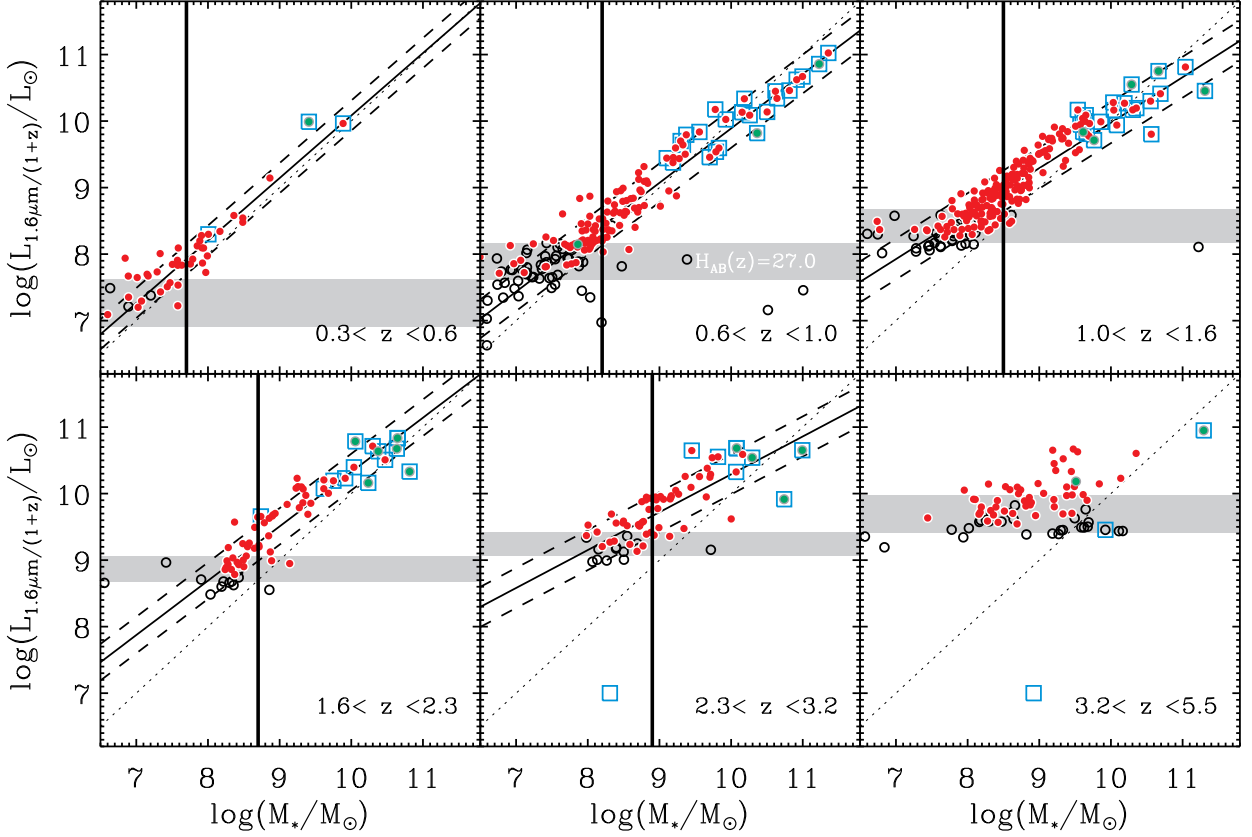 log(L1.6μm/(1+z)/L⊙)
11
10
9
8
7
0.3< z <0.6
H_AB(z)=27.0
0.6< z <1.0
1.0< z <1.6
log(L1.6μm/(1+z)/L⊙)
11
10
9
8
7
1.6< z <2.3
2.3< z <3.2
3.2< z <5.5
7 8 9 10 11
7 8 9 10 11
7 8 9 10 11
log(M*/M⊙)
log(M*/M⊙)
log(M*/M⊙)